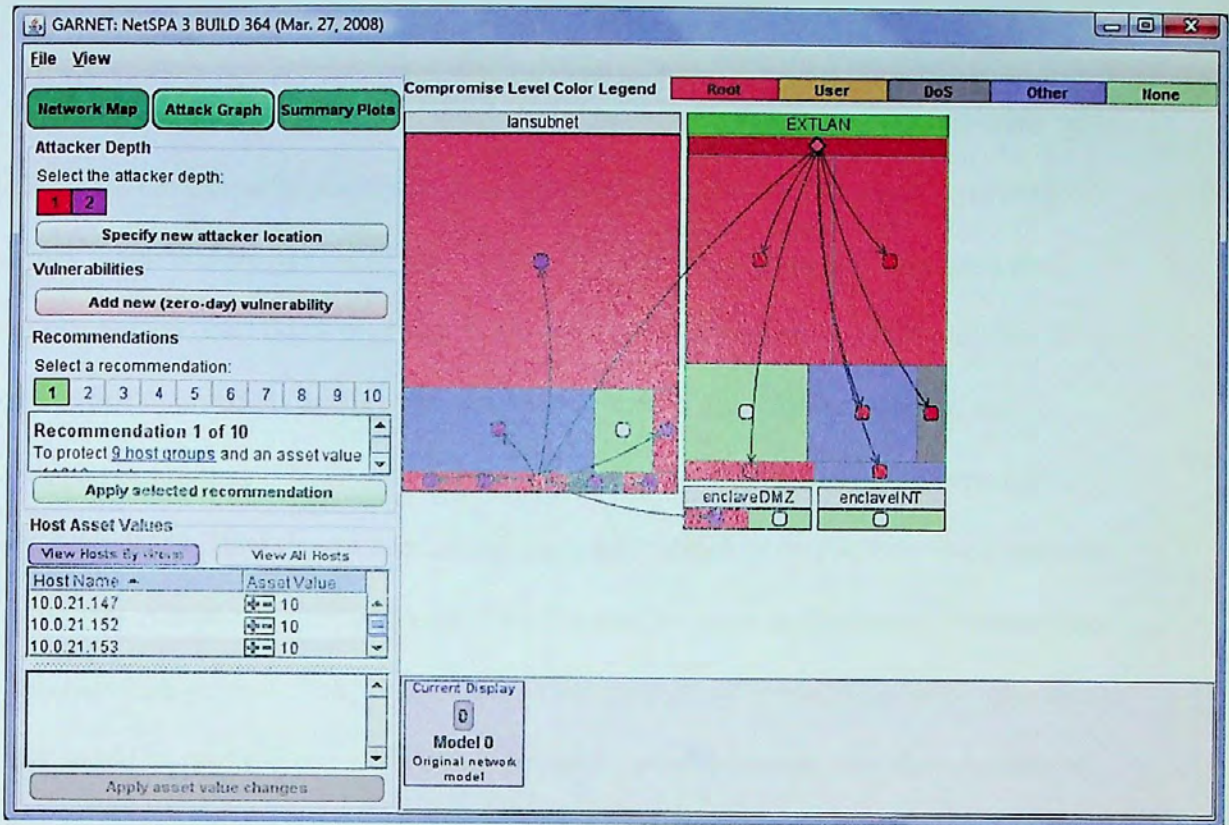 GARNET: NetSPA 3 BUILD 364 (Mar. 27, 2008)
File View
Network Map Attack Graph Summary Plots
Attacker Depth
Select the attacker depth:
1 2
Specify new attacker location
Vulnerabilities
Add new (zero-day) vulnerability
Recommendations
Select a recommendation:
1 2 3 4 5 6 7 8 9 10
Recommendation 1 of 10
To protect 9 host groups and an asset value
Apply selected recommendation
Host Asset Values
View Hosts By Group View All Hosts
Host Name Asset Value
10.0.21.147 10
10.0.21.152 10
10.0.21.153 10
Apply asset value changes
Compromise Level Color Legend Root User DoS Other None
lansubnet EXTLAN
enclaveDMZ enclaveINT
Current Display
0
Model 0
Original network
model